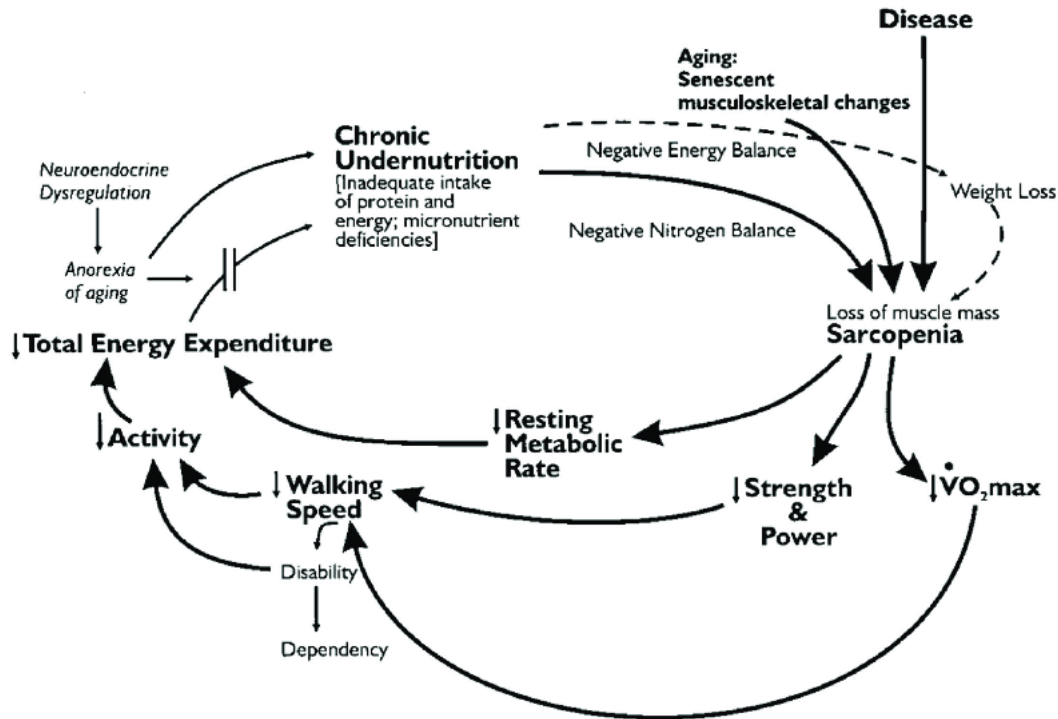 Disease
Aging:
Senescent
musculoskeletal changes
Chronic
Undernutrition
[Inadequate intake
of protein and
energy; micronutrient
deficiencies]
Negative Energy Balance
Negative Nitrogen Balance
Weight Loss
Neuroendocrine
Dysregulation
Anorexia
of aging
Loss of muscle mass
Sarcopenia
↓Total Energy Expenditure
↓Activity
↓Resting
Metabolic
Rate
↓Walking
Speed
↓Strength
&
Power
↓V̇O₂max
Disability
Dependency